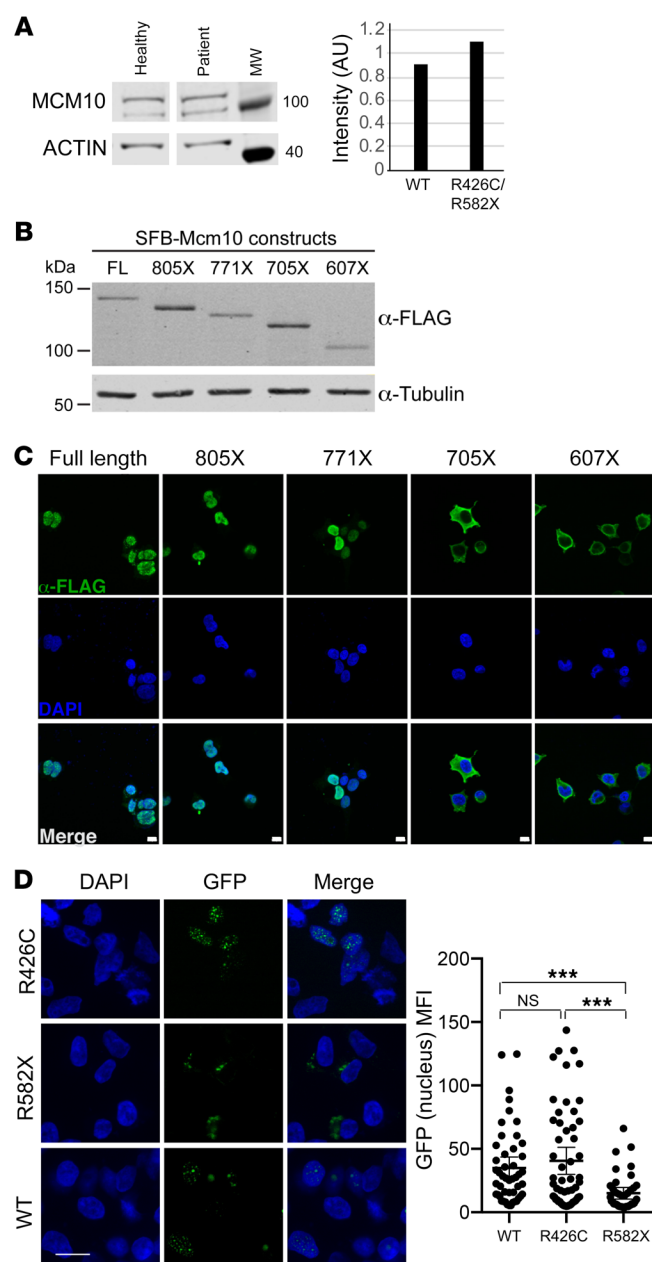 A
Healthy
Patient
MW
MCM10
100
ACTIN
40
Intensity (AU)
1.2
1
0.8
0.6
0.4
0.2
0
WT
R426C/
R582X
B
SFB-Mcm10 constructs
kDa
FL 805X 771X 705X 607X
150
100
α-FLAG
50
α-Tubulin
C
Full length 805X 771X 705X 607X
α-FLAG
DAPI
Merge
D
DAPI GFP Merge
R426C
R582X
WT
GFP (nucleus) MFI
200
150
100
50
0
***
NS ***
WT R426C R582X